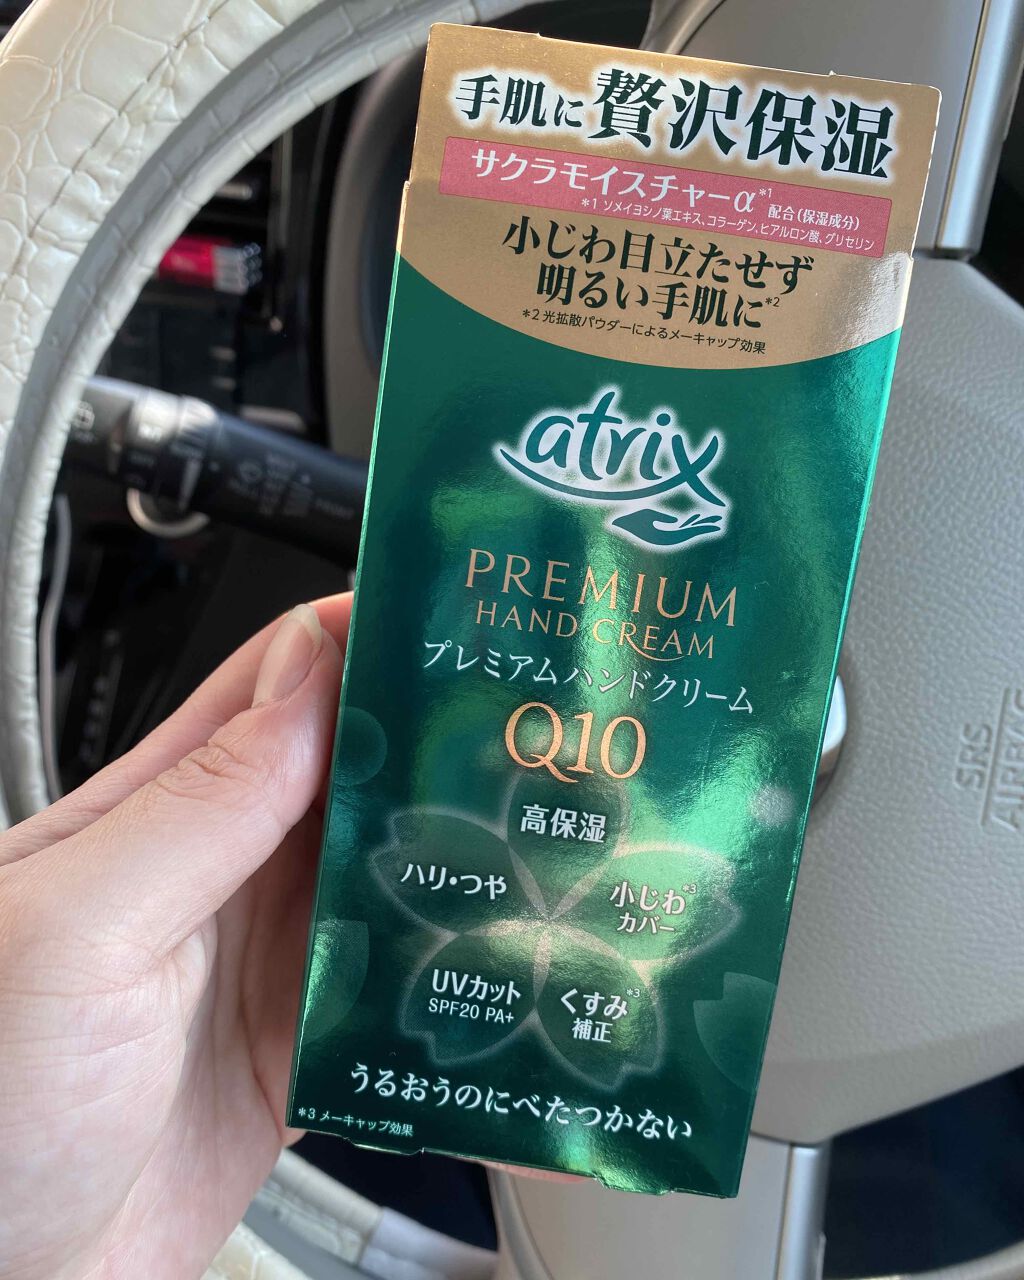 手肌に贅沢保湿
サクラモイスチャーα*1 配合(保湿成分)
*1 ソメイヨシノ葉エキス、コラーゲン、ヒアルロン酸、グリセリン
小じわ目立たせず
明るい手肌に*2
*2 光拡散パウダーによるメーキャップ効果
atrix
PREMIUM
HAND CREAM
プレミアムハンドクリーム
Q10
高保湿
ハリ・つや
小じわ*3
カバー
UVカット
SPF20 PA+
くすみ*3
補正
うるおうのにべたつかない
*3 メーキャップ効果
SRS
AIRBAG